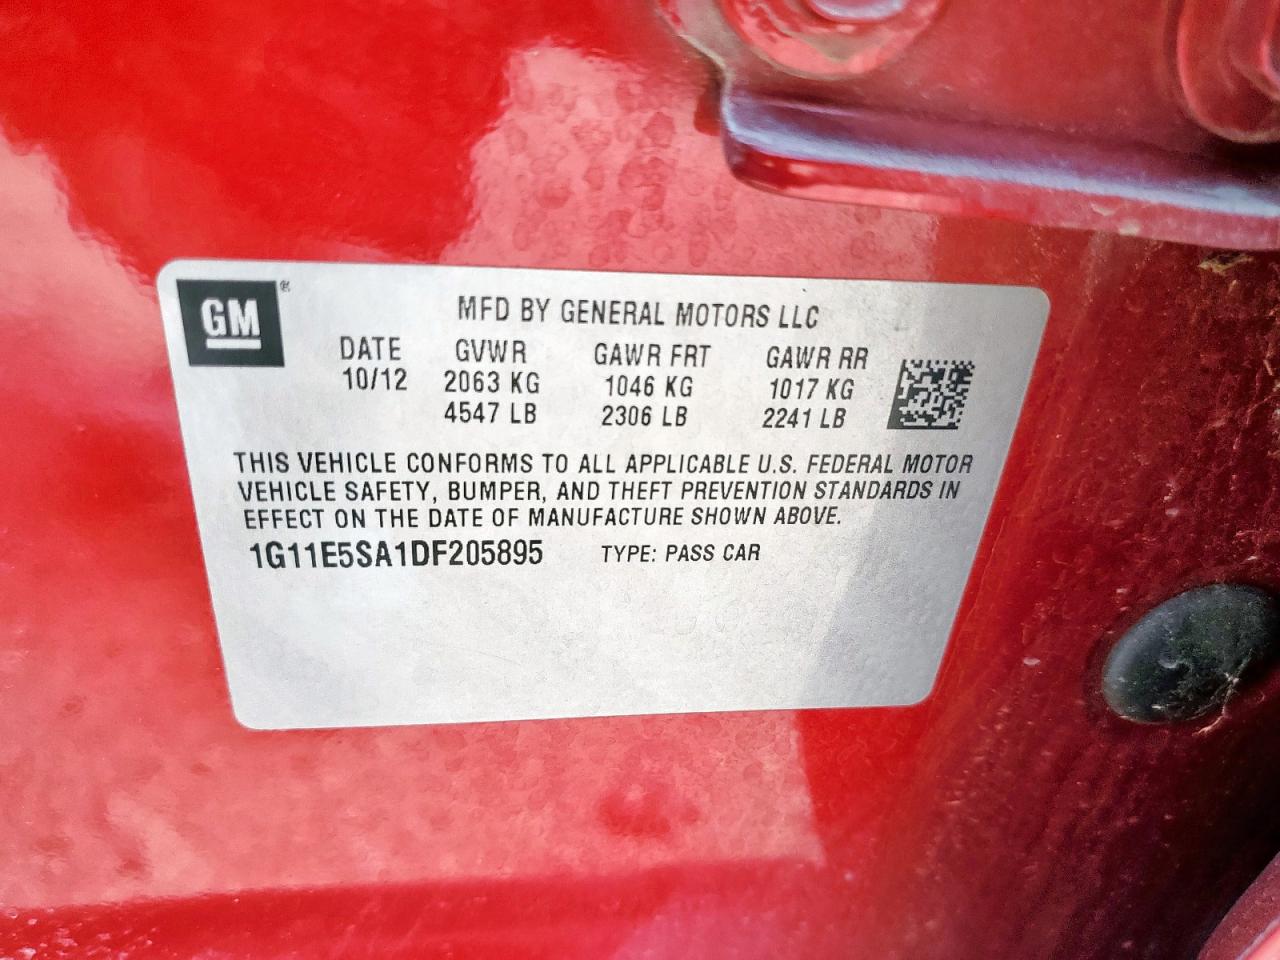 GM ®
MFD BY GENERAL MOTORS LLC
DATE GVWR GAWR FRT GAWR RR
10/12 2063 KG 1046 KG 1017 KG
4547 LB 2306 LB 2241 LB
THIS VEHICLE CONFORMS TO ALL APPLICABLE U.S. FEDERAL MOTOR
VEHICLE SAFETY, BUMPER, AND THEFT PREVENTION STANDARDS IN
EFFECT ON THE DATE OF MANUFACTURE SHOWN ABOVE.
1G11E5SA1DF205895 TYPE: PASS CAR